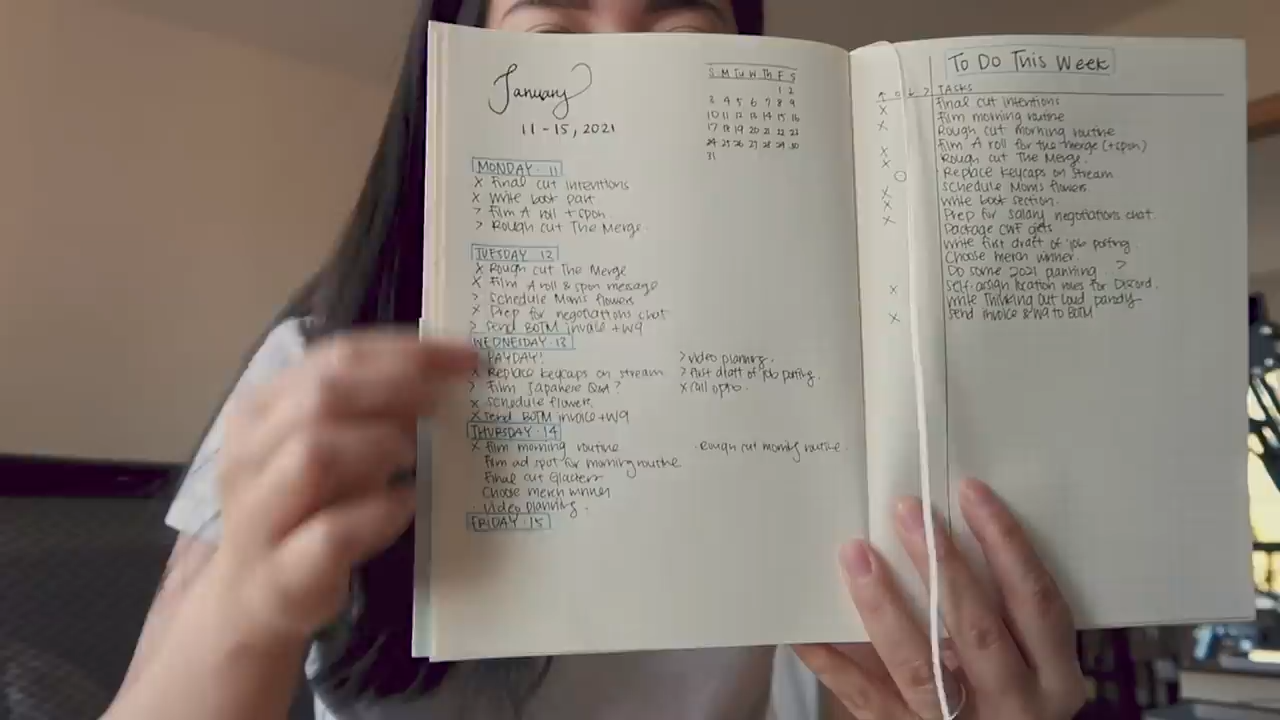 January
11-15, 2021
S M Tu W Th F S
1 2
3 4 5 6 7 8 9
10 11 12 13 14 15 16
17 18 19 20 21 22 23
24 25 26 27 28 29 30
31
MONDAY · 11
X Final cut intentions
X Write boot part
> Film A roll + spon
> Rough cut The Merge
TUESDAY · 12
X Rough cut The Merge
X Film A roll & spon message
> Schedule Mom's flowers
X Prep for negotiations chat
> Send BOTM invoice + W9
WEDNESDAY · 13
PAYDAY!
X Replace keycaps on stream
> Film Japanese Q&A?
X Schedule flowers
X Send BOTM invoice + W9
> video planning
> first draft of job posting
X call opto
THURSDAY · 14
X Film morning routine
Film ad spot for morning routine
Final cut Glacier
Choose merch winner
· video planning
· Rough cut morning routine
FRIDAY · 15
To Do This Week
TASKS
X Final cut intentions
Film morning routine
X Rough cut morning routine
Film A roll for the merge (+spon)
X Rough cut The Merge
X Replace keycaps on stream
O Schedule Mom's flowers
X Write boot section
X Prep for salary negotiations chat
X Package CWF gets
Write first draft of job posting
Choose merch winner
Do some 2021 planning >
Self-assign location roles for Discord
X Write Thinking Out Loud
Send invoice & W9 to BOTM
X